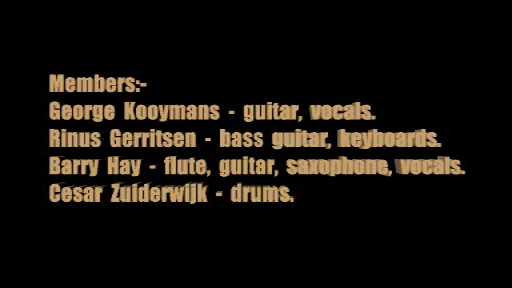 Members:-
George Kooymans - guitar, vocals.
Rinus Gerritsen - bass guitar, keyboards.
Barry Hay - flute, guitar, saxophone, vocals.
Cesar Zuiderwijk - drums.